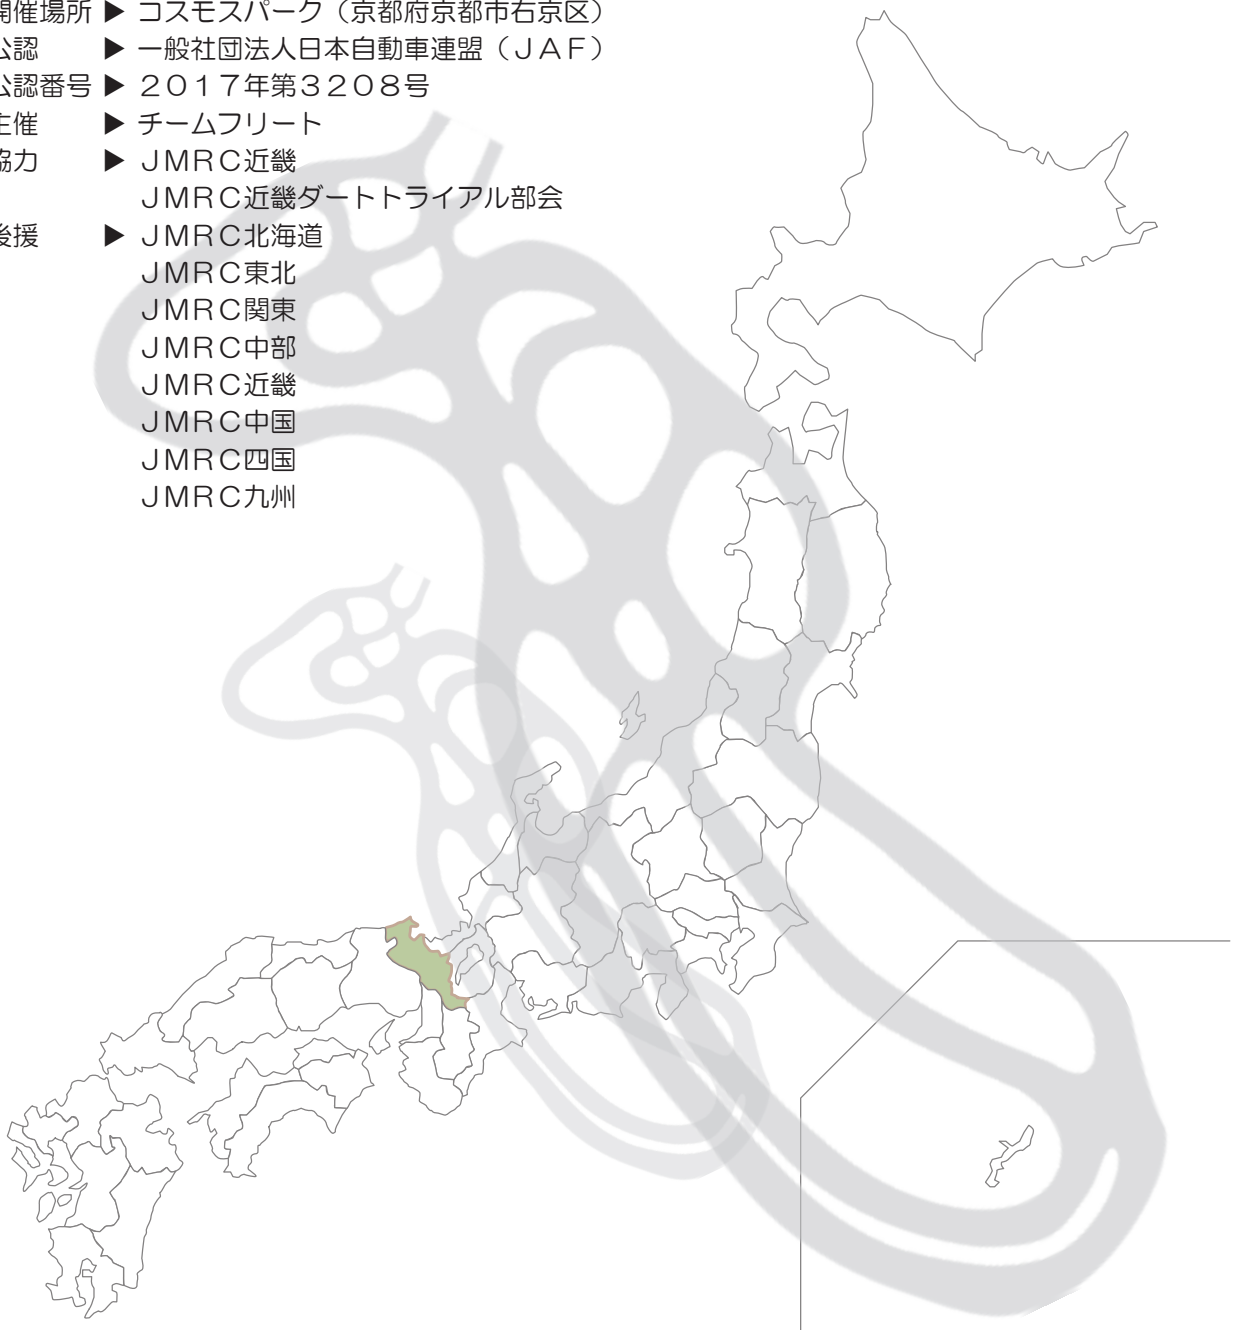 開催場所 ▶ コスモスパーク（京都府京都市右京区）
公認 ▶ 一般社団法人日本自動車連盟（ＪＡＦ）
公認番号 ▶ ２０１７年第３２０８号
主催 ▶ チームフリート
協力 ▶ ＪＭＲＣ近畿
ＪＭＲＣ近畿ダートトライアル部会
後援 ▶ ＪＭＲＣ北海道
ＪＭＲＣ東北
ＪＭＲＣ関東
ＪＭＲＣ中部
ＪＭＲＣ近畿
ＪＭＲＣ中国
ＪＭＲＣ四国
ＪＭＲＣ九州